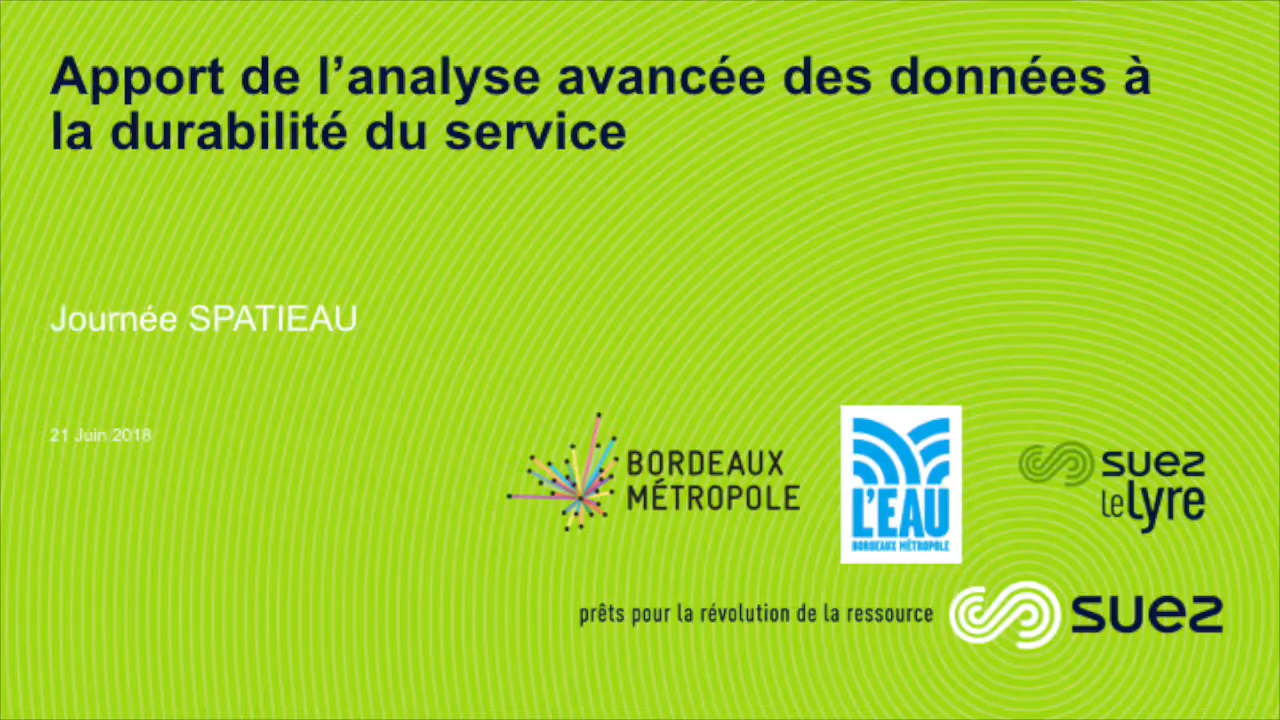 Apport de l’analyse avancée des données à
la durabilité du service
Journée SPATIEAU
21 Juin 2018
BORDEAUX
MÉTROPOLE
L'EAU
BORDEAUX MÉTROPOLE
suez
le lyre
prêts pour la révolution de la ressource
suez